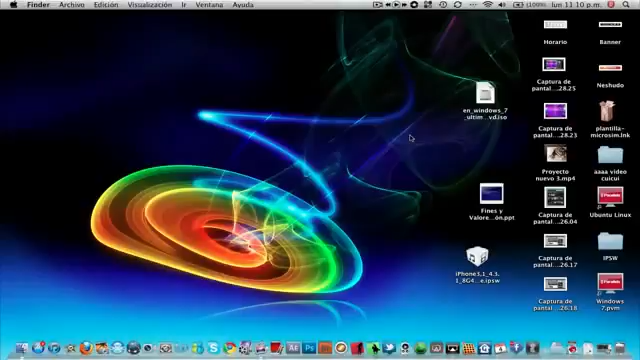 Finder Archivo Edición Visualización Ir Ventana Ayuda (100%) lun 11:10 p.m.
Horario
Banner
Captura de
pantal...28.25
Neshudo
en_windows_7
_ultim...vd.iso
Captura de
pantal...28.23
plantilla-
microsim.lnk
Proyecto
nuevo 3.mp4
aaaa video
cuicui
Fines y
Valore...ón.ppt
Captura de
pantal...26.04
Ubuntu Linux
Captura de
pantal...26.17
IPSW
iPhone3,1_4.3.
1_8G4...e.ipsw
Captura de
pantal...26.18
Windows
7.pvm